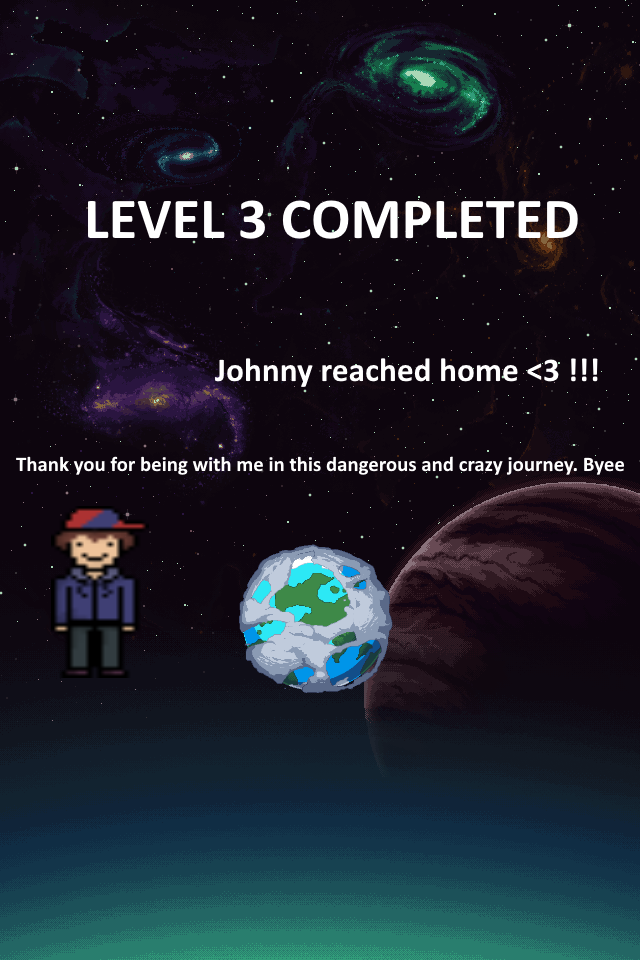 LEVEL 3 COMPLETED
Johnny reached home <3 !!!
Thank you for being with me in this dangerous and crazy journey. Byee